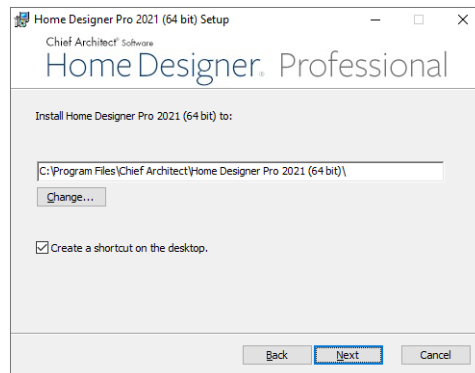 Home Designer Pro 2021 (64 bit) Setup
Chief Architect® Software
Home Designer® Professional
Install Home Designer Pro 2021 (64 bit) to:
C:\Program Files\Chief Architect\Home Designer Pro 2021 (64 bit)\
Change...
Create a shortcut on the desktop.
Back Next Cancel